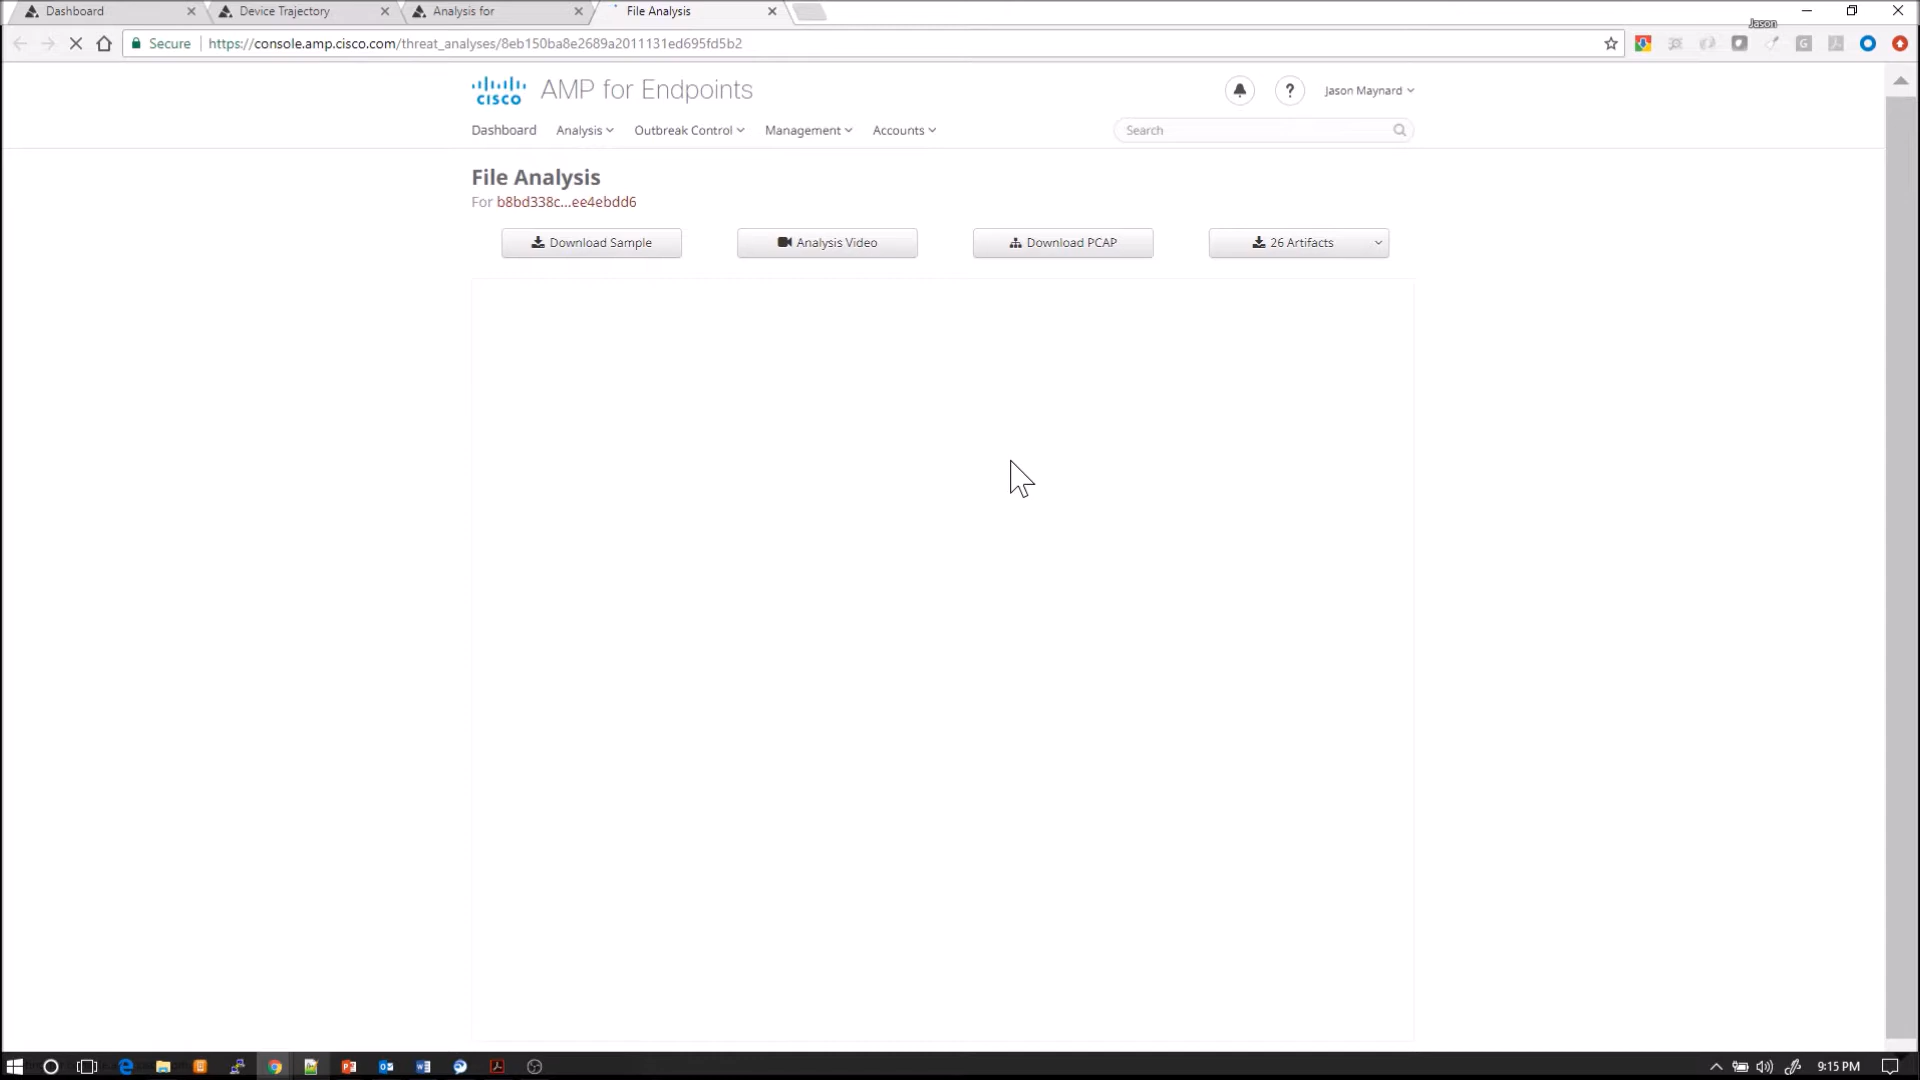 Dashboard
Device Trajectory
Analysis for
File Analysis
Jason
Secure
https://console.amp.cisco.com/threat_analyses/8eb150ba8e2689a2011131ed695fd5b2
CISCO
AMP for Endpoints
Jason Maynard
Dashboard Analysis Outbreak Control Management Accounts
Search
File Analysis
For b8bd338c...ee4ebdd6
Download Sample
Analysis Video
Download PCAP
26 Artifacts
9:15 PM